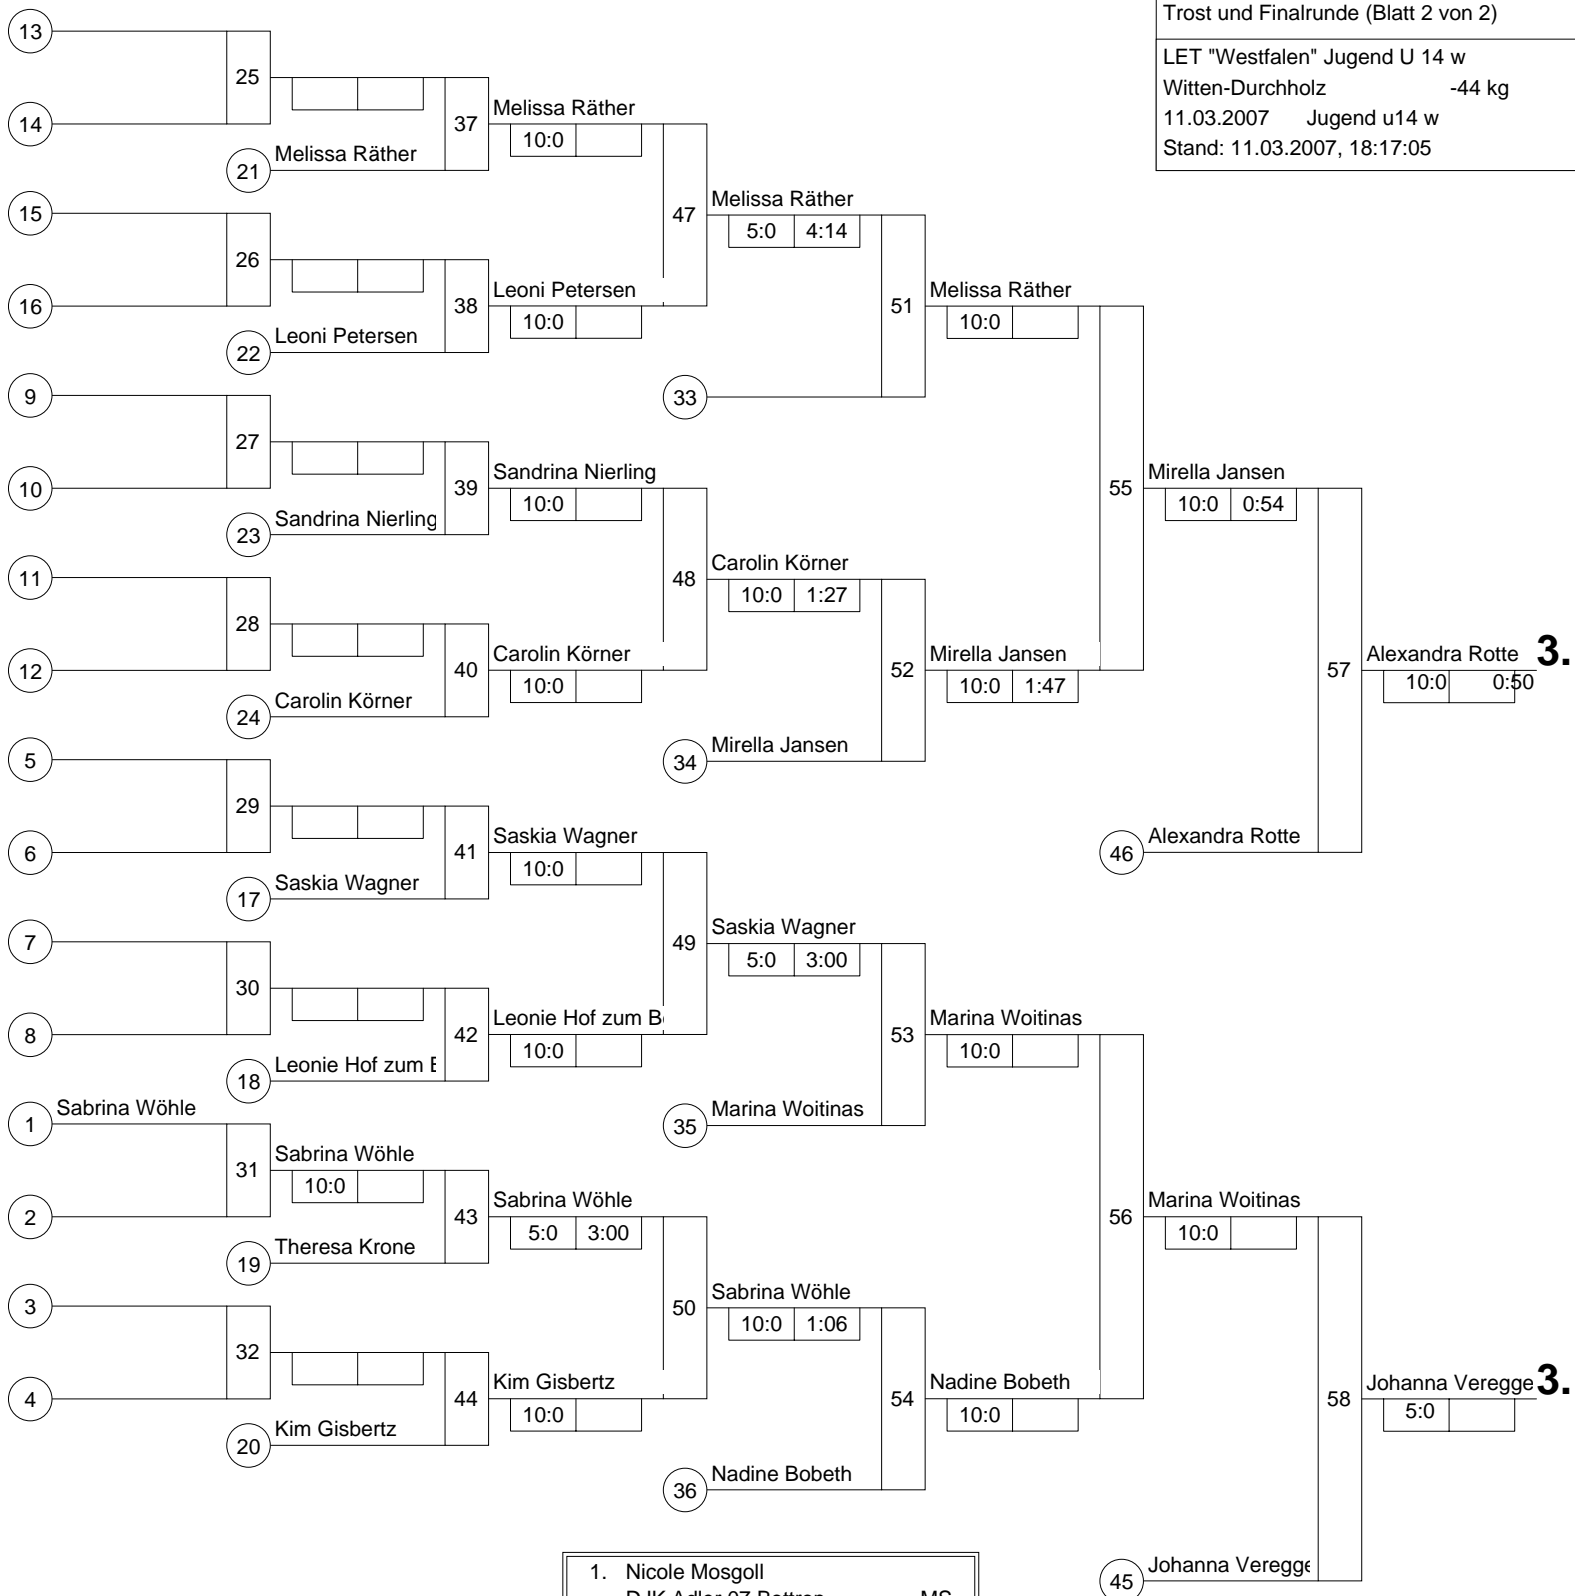 Trost und Finalrunde (Blatt 2 von 2)
LET "Westfalen" Jugend U 14 w
Witten-Durchholz -44 kg
11.03.2007 Jugend u14 w
Stand: 11.03.2007, 18:17:05
13
25
14
37
Melissa Räther
10:0
21
Melissa Räther
15
47
Melissa Räther
5:0 4:14
26
16
38
Leoni Petersen
10:0
22
Leoni Petersen
51
Melissa Räther
10:0
33
9
27
10
39
Sandrina Nierling
10:0
23
Sandrina Nierling
55
Mirella Jansen
10:0 0:54
11
48
Carolin Körner
10:0 1:27
28
12
40
Carolin Körner
10:0
24
Carolin Körner
52
Mirella Jansen
10:0 1:47
34
Mirella Jansen
57
Alexandra Rotte 3.
10:0 0:50
5
29
6
41
Saskia Wagner
10:0
17
Saskia Wagner
46
Alexandra Rotte
7
49
Saskia Wagner
5:0 3:00
30
8
42
Leonie Hof zum
10:0
18
Leonie Hof zum
53
Marina Woitinas
10:0
35
Marina Woitinas
1
Sabrina Wöhle
31
Sabrina Wöhle
10:0
2
43
Sabrina Wöhle
5:0 3:00
19
Theresa Krone
56
Marina Woitinas
10:0
3
50
Sabrina Wöhle
10:0 1:06
32
4
44
Kim Gisbertz
10:0
20
Kim Gisbertz
54
Nadine Bobeth
10:0
36
Nadine Bobeth
58
Johanna Veregge 3.
5:0
45
Johanna Veregge
1. Nicole Mosgoll
DJK Adler 07 Bottrop MS